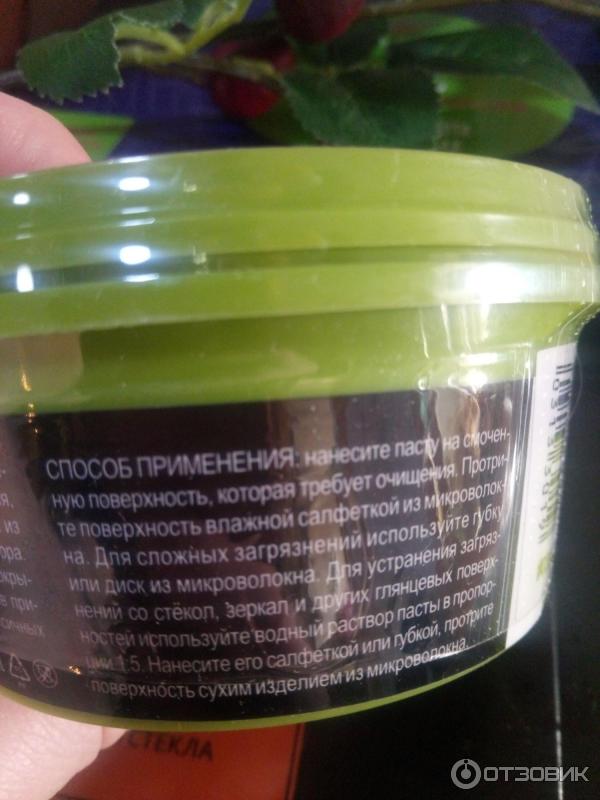 СПОСОБ ПРИМЕНЕНИЯ: нанесите пасту на смочен-
ную поверхность, которая требует очищения. Протри-
те поверхность влажной салфеткой из микроволок-
на. Для сложных загрязнений используйте губку
или диск из микроволокна. Для устранения загряз-
нений со стёкол, зеркал и других глянцевых поверх-
ностей используйте водный раствор пасты в пропор-
ции 1:5. Нанесите его салфеткой или губкой, протрите
поверхность сухим изделием из микроволокна.
из
СТЕКЛА
ОТЗОВИК